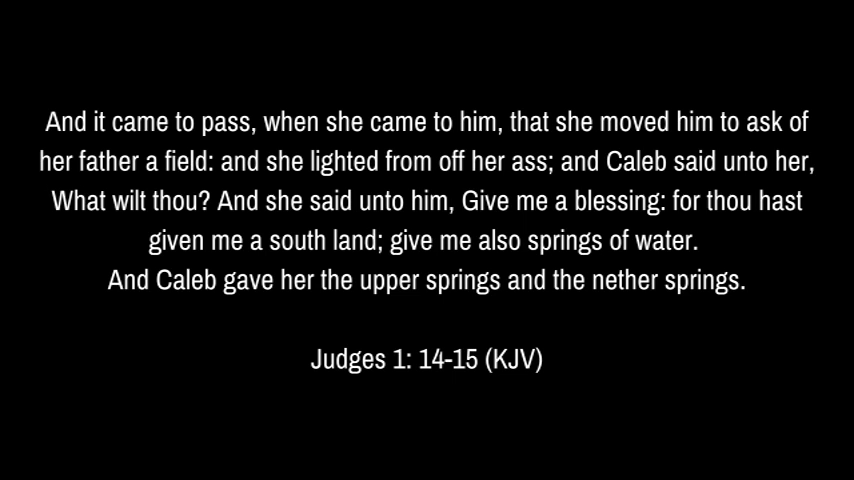 And it came to pass, when she came to him, that she moved him to ask of
her father a field: and she lighted from off her ass; and Caleb said unto her,
What wilt thou? And she said unto him, Give me a blessing: for thou hast
given me a south land; give me also springs of water.
And Caleb gave her the upper springs and the nether springs.
Judges 1: 14-15 (KJV)